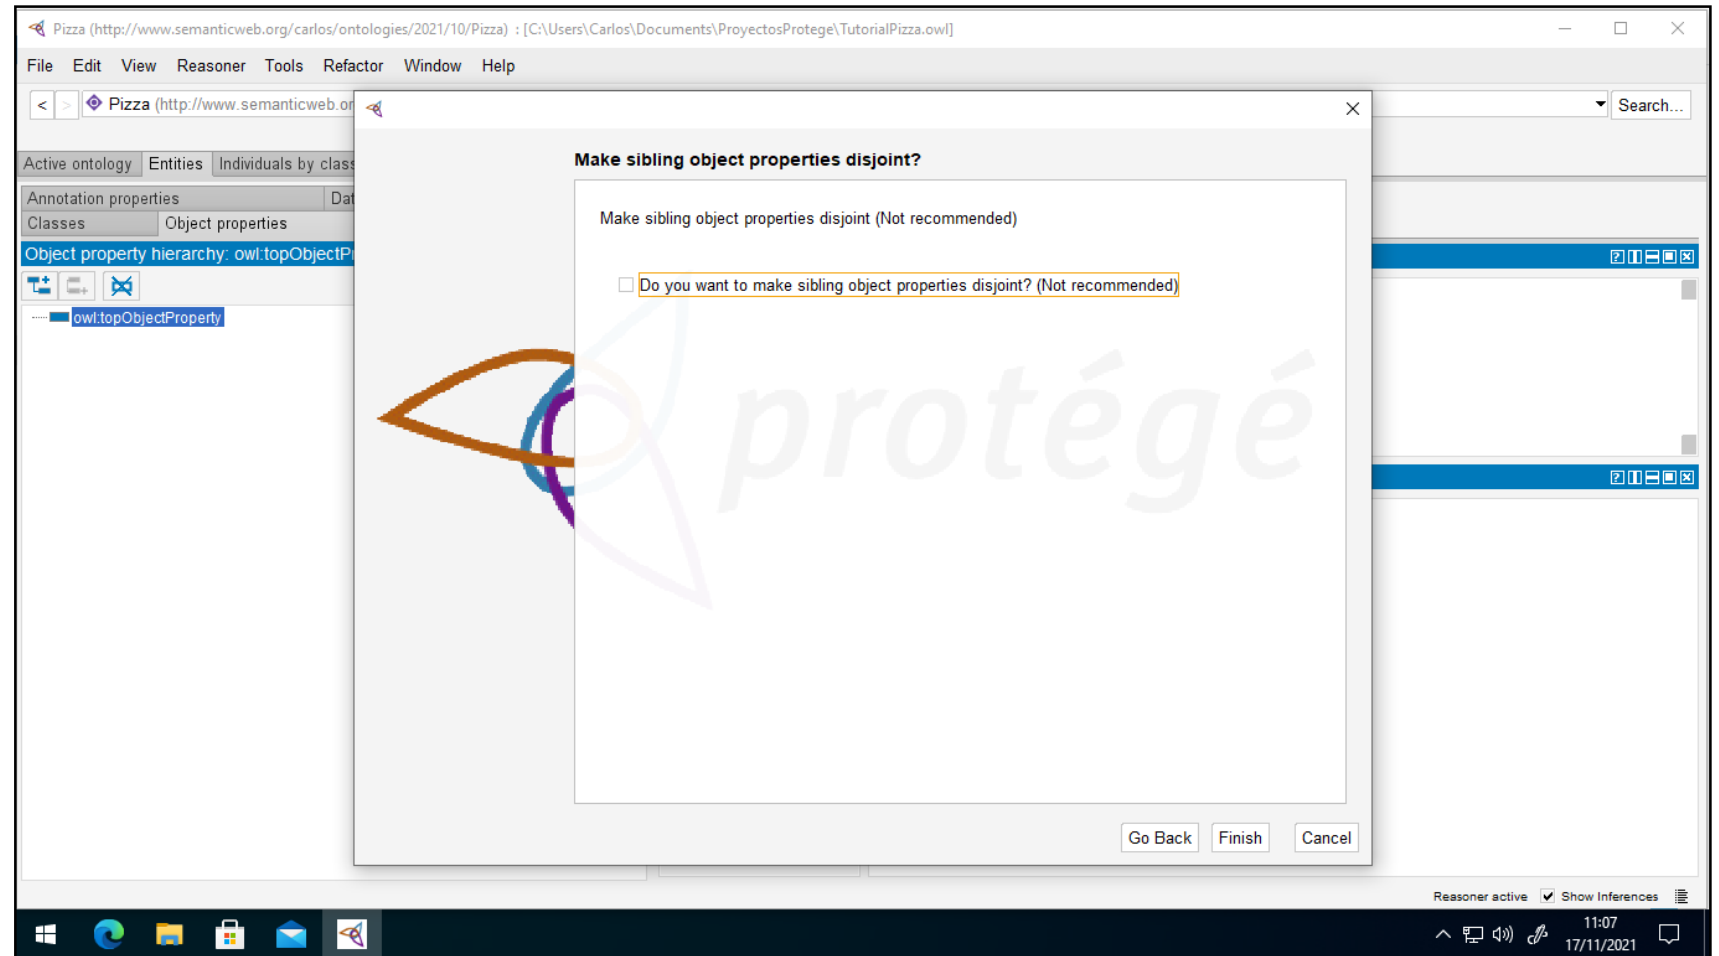 Pizza (http://www.semanticweb.org/carlos/ontologies/2021/10/Pizza) : [C:\Users\Carlos\Documents\ProyectosProtege\TutorialPizza.owl]
File Edit View Reasoner Tools Refactor Window Help
< > Pizza (http://www.semanticweb.or Search...
Active ontology Entities Individuals by class
Annotation properties Dat
Classes Object properties
Object property hierarchy: owl:topObjectPr
owl:topObjectProperty
Make sibling object properties disjoint?
Make sibling object properties disjoint (Not recommended)
Do you want to make sibling object properties disjoint? (Not recommended)
protégé
Go Back Finish Cancel
Reasoner active Show Inferences
11:07
17/11/2021